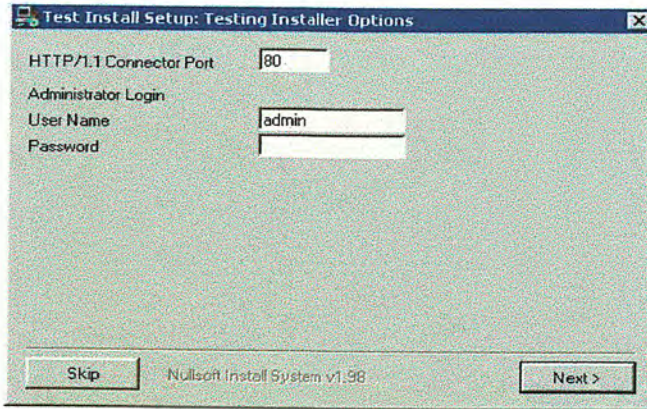 Test Install Setup: Testing Installer Options
HTTP/1.1 Connector Port 80
Administrator Login
User Name admin
Password
Skip Nullsoft Install System v1.98 Next >